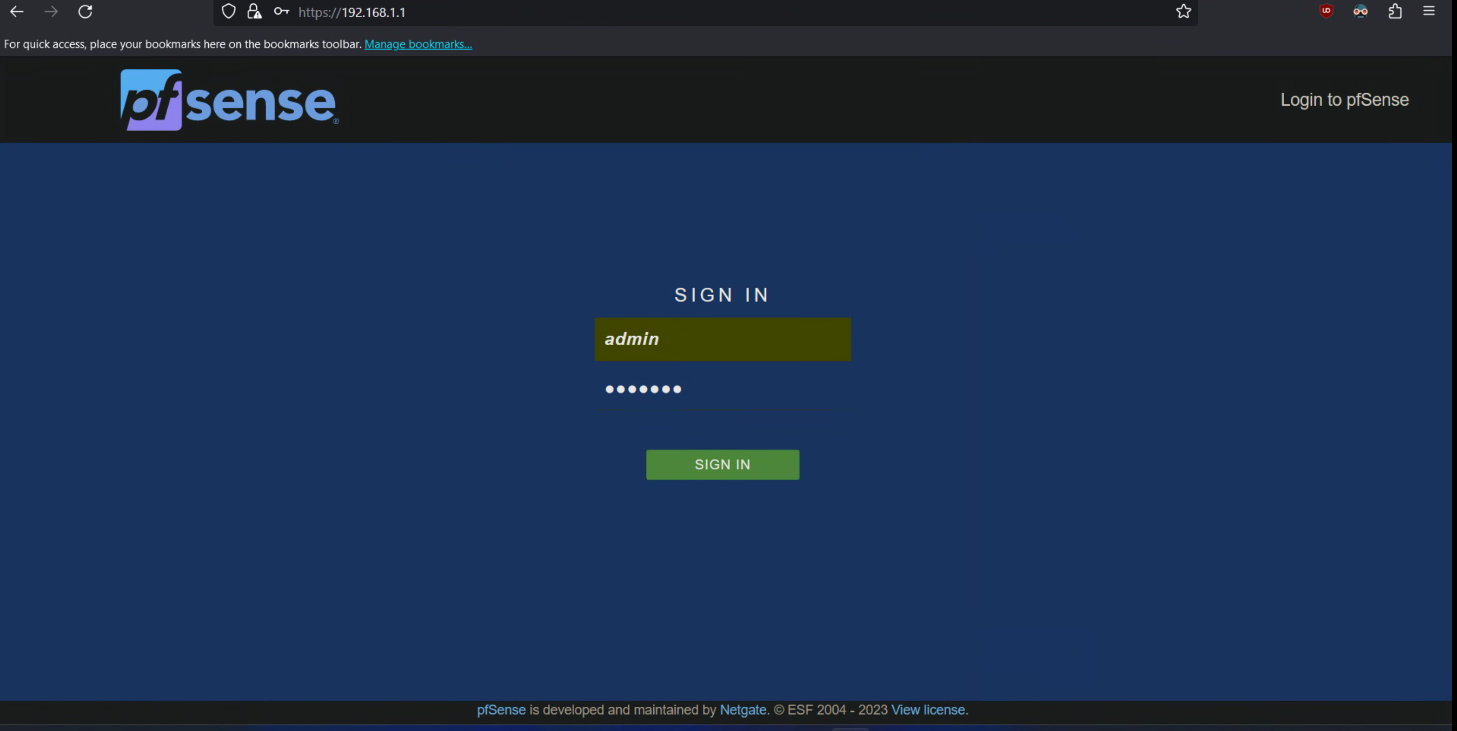 https://192.168.1.1
For quick access, place your bookmarks here on the bookmarks toolbar. Manage bookmarks...
pfsense®
Login to pfSense
SIGN IN
admin
•••••••
SIGN IN
pfSense is developed and maintained by Netgate. © ESF 2004 - 2023 View license.